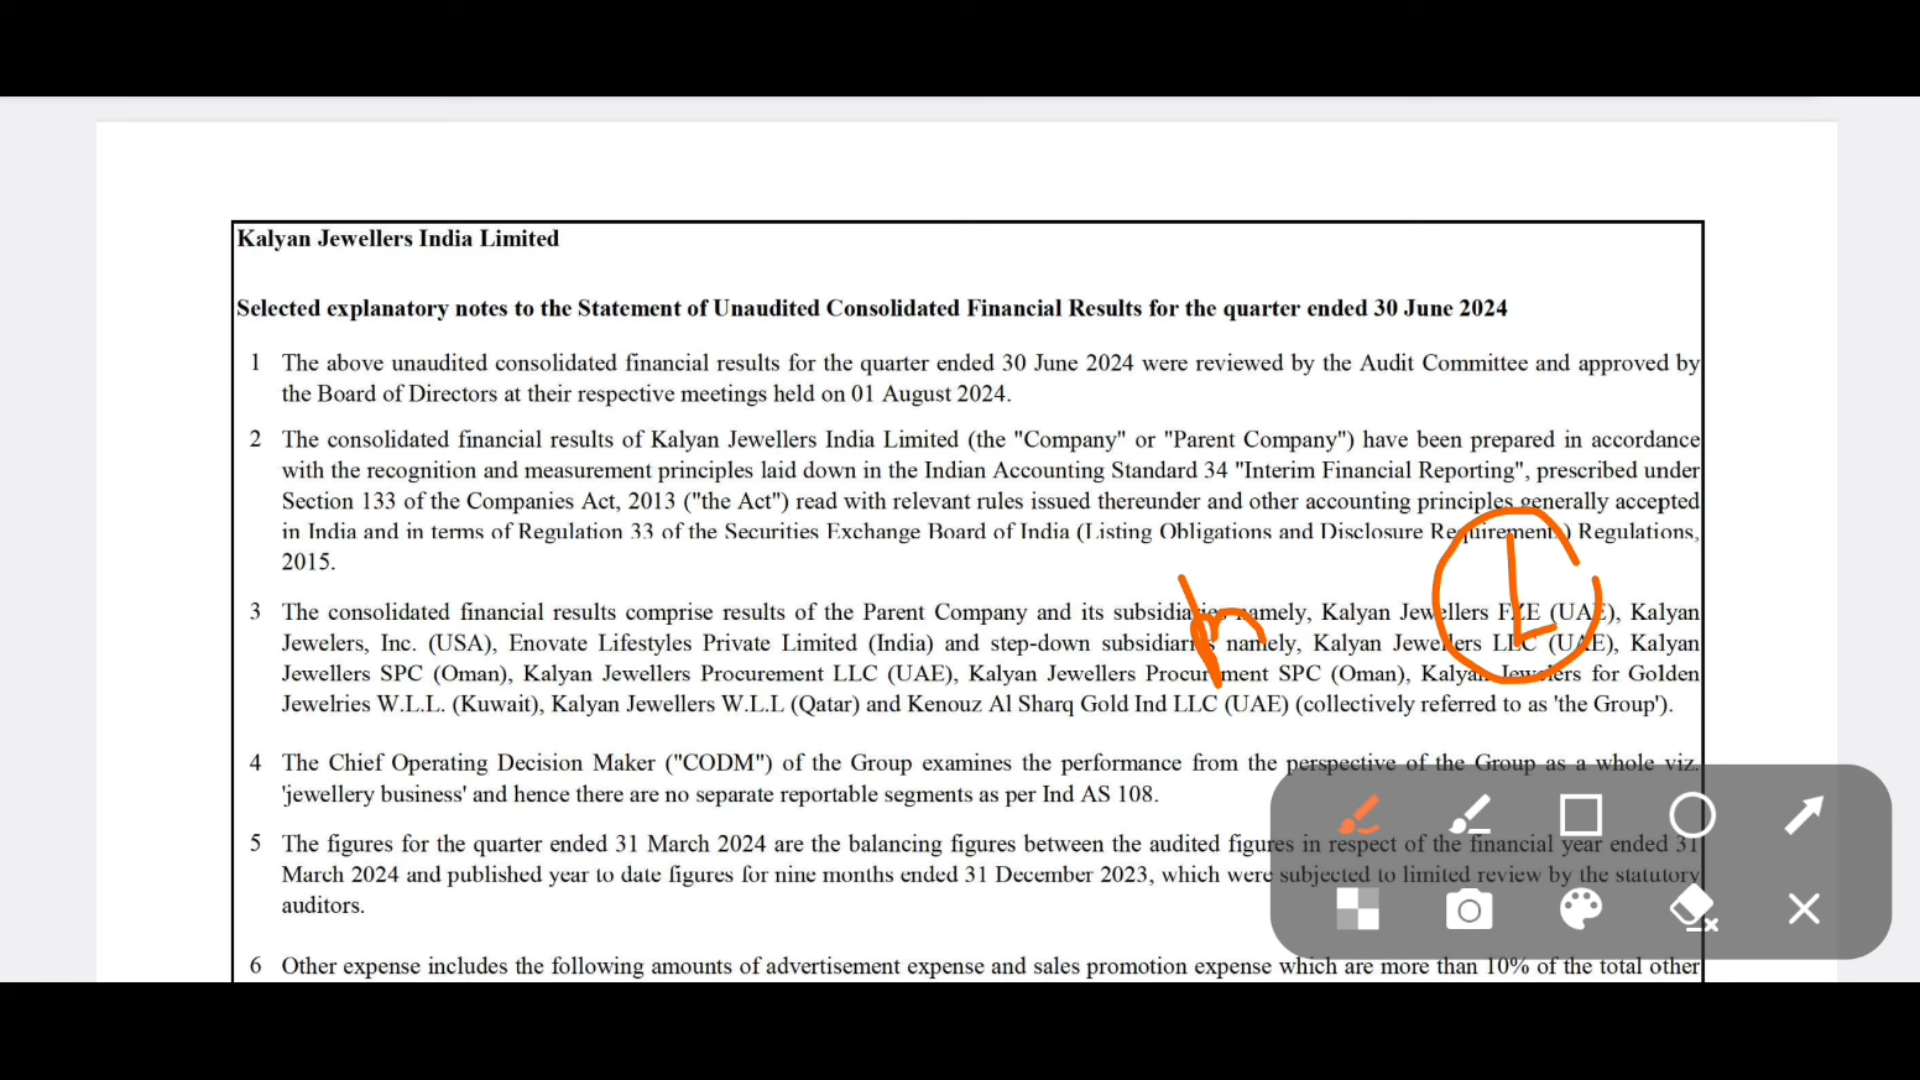 Kalyan Jewellers India Limited
Selected explanatory notes to the Statement of Unaudited Consolidated Financial Results for the quarter ended 30 June 2024
1 The above unaudited consolidated financial results for the quarter ended 30 June 2024 were reviewed by the Audit Committee and approved by
the Board of Directors at their respective meetings held on 01 August 2024.
2 The consolidated financial results of Kalyan Jewellers India Limited (the "Company" or "Parent Company") have been prepared in accordance
with the recognition and measurement principles laid down in the Indian Accounting Standard 34 "Interim Financial Reporting", prescribed under
Section 133 of the Companies Act, 2013 ("the Act") read with relevant rules issued thereunder and other accounting principles generally accepted
in India and in terms of Regulation 33 of the Securities Exchange Board of India (Listing Obligations and Disclosure Requirements) Regulations,
2015.
3 The consolidated financial results comprise results of the Parent Company and its subsidiaries namely, Kalyan Jewellers FZE (UAE), Kalyan
Jewelers, Inc. (USA), Enovate Lifestyles Private Limited (India) and step-down subsidiaries namely, Kalyan Jewellers LLC (UAE), Kalyan
Jewellers SPC (Oman), Kalyan Jewellers Procurement LLC (UAE), Kalyan Jewellers Procurement SPC (Oman), Kalyan Jewelers for Golden
Jewelries W.L.L. (Kuwait), Kalyan Jewellers W.L.L (Qatar) and Kenouz Al Sharq Gold Ind LLC (UAE) (collectively referred to as 'the Group').
h
L
4 The Chief Operating Decision Maker ("CODM") of the Group examines the performance from the perspective of the Group as a whole viz.
'jewellery business' and hence there are no separate reportable segments as per Ind AS 108.
5 The figures for the quarter ended 31 March 2024 are the balancing figures between the audited figures in respect of the financial year ended 31
March 2024 and published year to date figures for nine months ended 31 December 2023, which were subjected to limited review by the statutory
auditors.
6 Other expense includes the following amounts of advertisement expense and sales promotion expense which are more than 10% of the total other